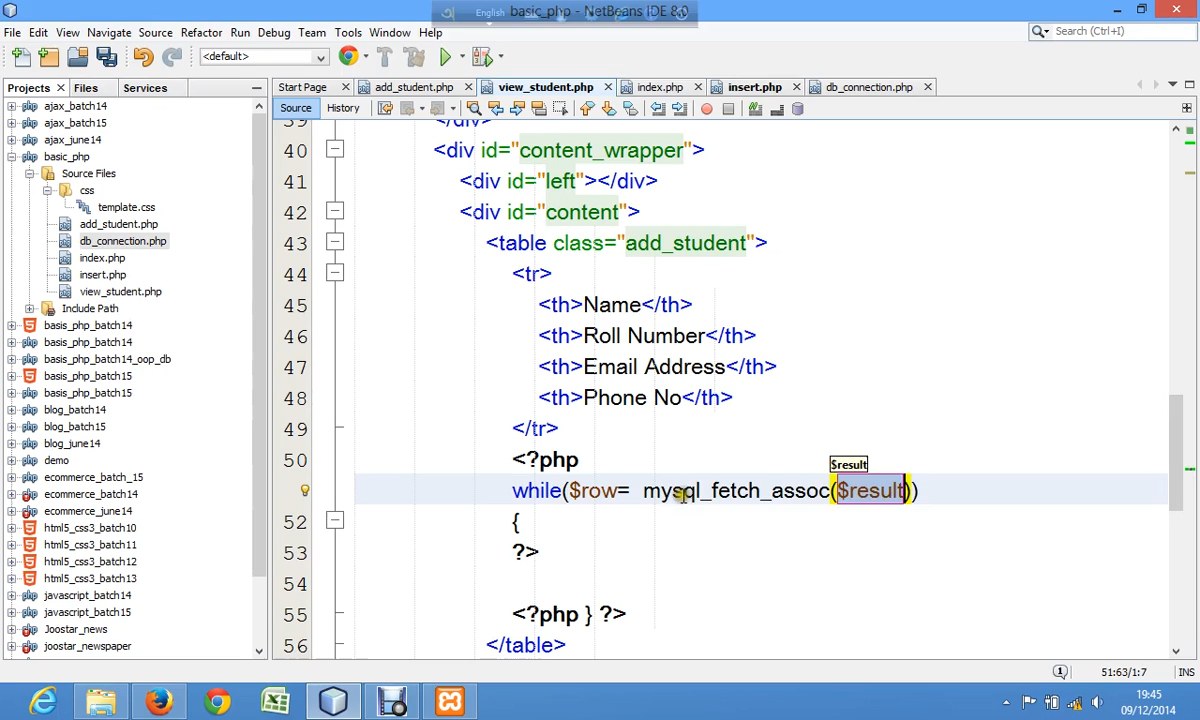 basic_php - NetBeans IDE 8.0
English
File Edit View Navigate Source Refactor Run Debug Team Tools Window Help
Search (Ctrl+I)
<default>
Projects Files Services
Start Page add_student.php view_student.php index.php insert.php db_connection.php
Source History
ajax_batch14
ajax_batch15
ajax_june14
basic_php
Source Files
css
template.css
add_student.php
db_connection.php
index.php
insert.php
view_student.php
Include Path
basis_php_batch14
basis_php_batch14
basis_php_batch14_oop_db
basis_php_batch15
basis_php_batch15
blog_batch14
blog_batch15
blog_june14
demo
ecommerce_batch_15
ecommerce_batch14
ecommerce_june14
html5_css3_batch10
html5_css3_batch11
html5_css3_batch12
html5_css3_batch13
javascript_batch14
javascript_batch15
Joostar_news
joostar_newspaper
39 </div>
40 <div id="content_wrapper">
41 <div id="left"></div>
42 <div id="content">
43 <table class="add_student">
44 <tr>
45 <th>Name</th>
46 <th>Roll Number</th>
47 <th>Email Address</th>
48 <th>Phone No</th>
49 </tr>
50 <?php
$result
while($row= mysql_fetch_assoc($result))
52 {
53 ?>
54
55 <?php } ?>
56 </table>
1 51:63/1:7 INS
19:45
09/12/2014